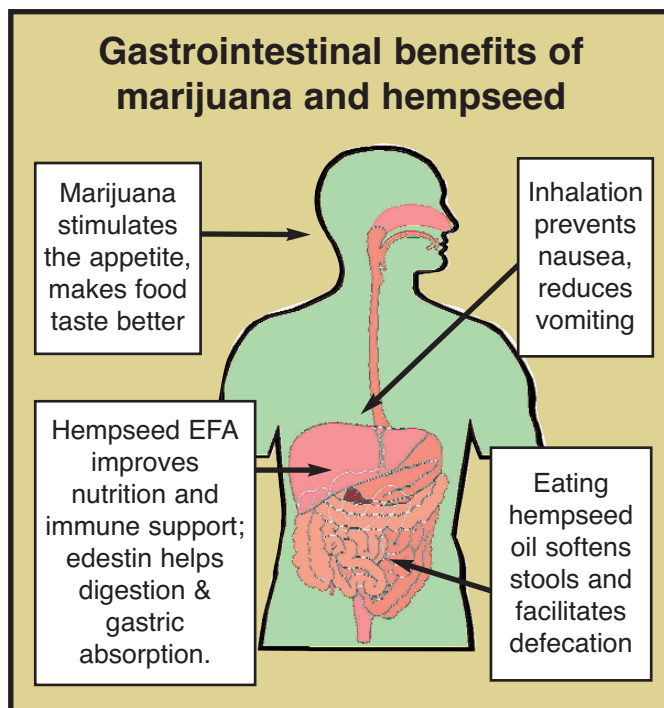 Gastrointestinal benefits of
marijuana and hempseed
Marijuana
stimulates
the appetite,
makes food
taste better
Inhalation
prevents
nausea,
reduces
vomiting
Hempseed EFA
improves
nutrition and
immune support;
edestin helps
digestion &
gastric
absorption.
Eating
hempseed
oil softens
stools and
facilitates
defecation